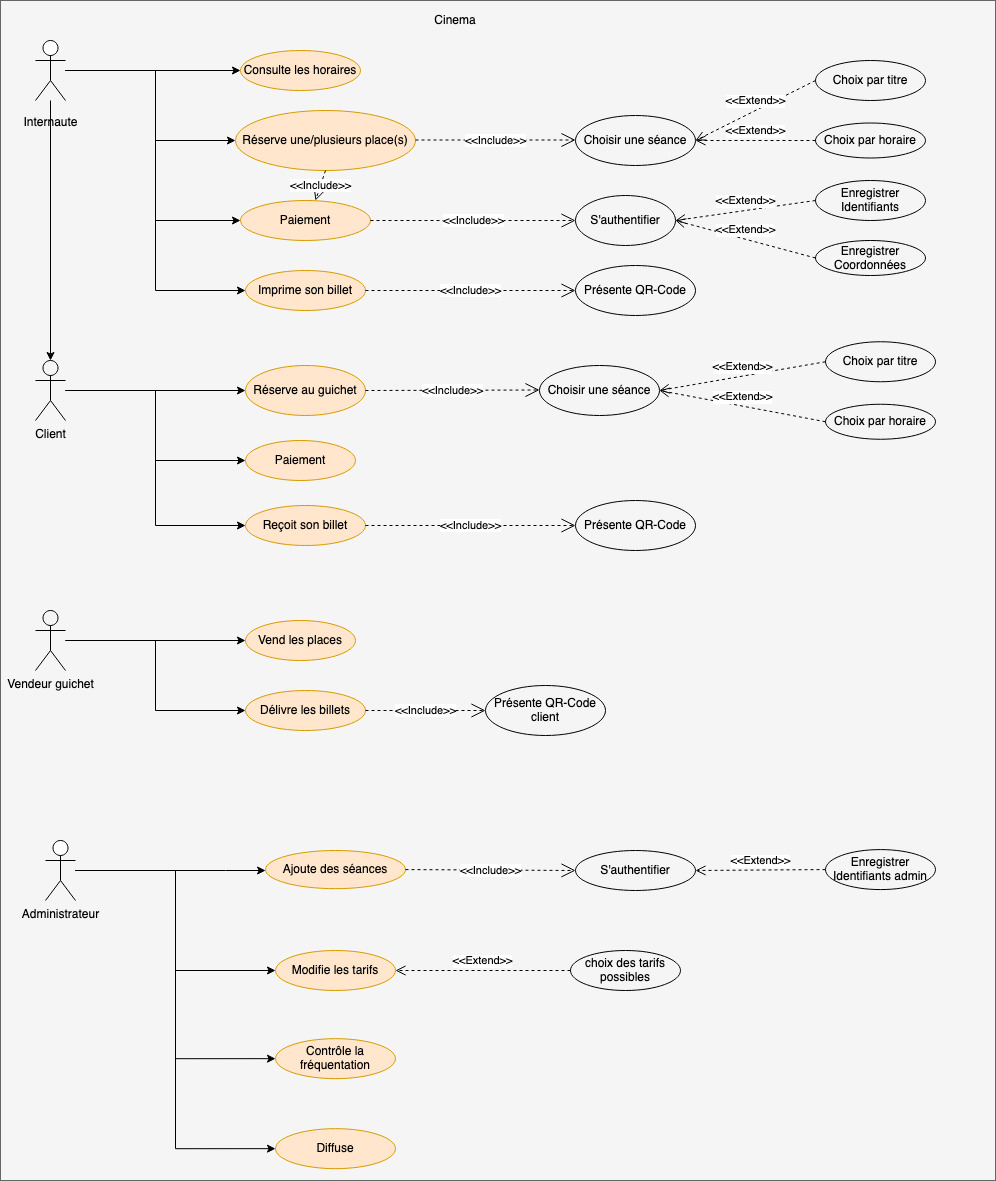 Cinema
Internaute
Consulte les horaires
Choix par titre
<<Extend>>
Réserve une/plusieurs place(s)
<<Include>>
Choisir une séance
<<Extend>>
Choix par horaire
<<Include>>
Paiement
<<Include>>
S'authentifier
<<Extend>>
Enregistrer
Identifiants
<<Extend>>
Enregistrer
Coordonnées
Imprime son billet
<<Include>>
Présente QR-Code
Client
Réserve au guichet
<<Include>>
Choisir une séance
<<Extend>>
Choix par titre
<<Extend>>
Choix par horaire
Paiement
Reçoit son billet
<<Include>>
Présente QR-Code
Vendeur guichet
Vend les places
Délivre les billets
<<Include>>
Présente QR-Code
client
Administrateur
Ajoute des séances
<<Include>>
S'authentifier
<<Extend>>
Enregistrer
Identifiants admin
Modifie les tarifs
<<Extend>>
choix des tarifs
possibles
Contrôle la
fréquentation
Diffuse